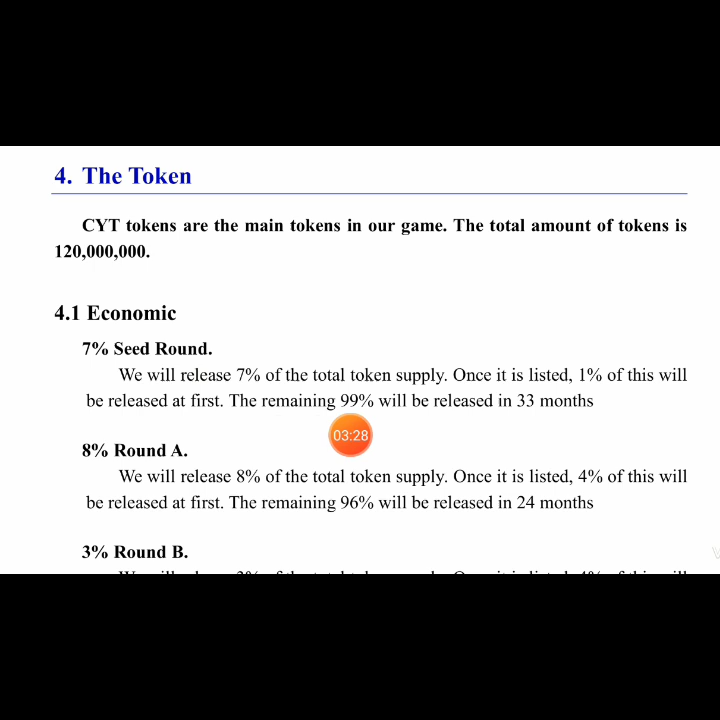 4. The Token
CYT tokens are the main tokens in our game. The total amount of tokens is
120,000,000.
4.1 Economic
7% Seed Round.
We will release 7% of the total token supply. Once it is listed, 1% of this will
be released at first. The remaining 99% will be released in 33 months
03:28
8% Round A.
We will release 8% of the total token supply. Once it is listed, 4% of this will
be released at first. The remaining 96% will be released in 24 months
3% Round B.